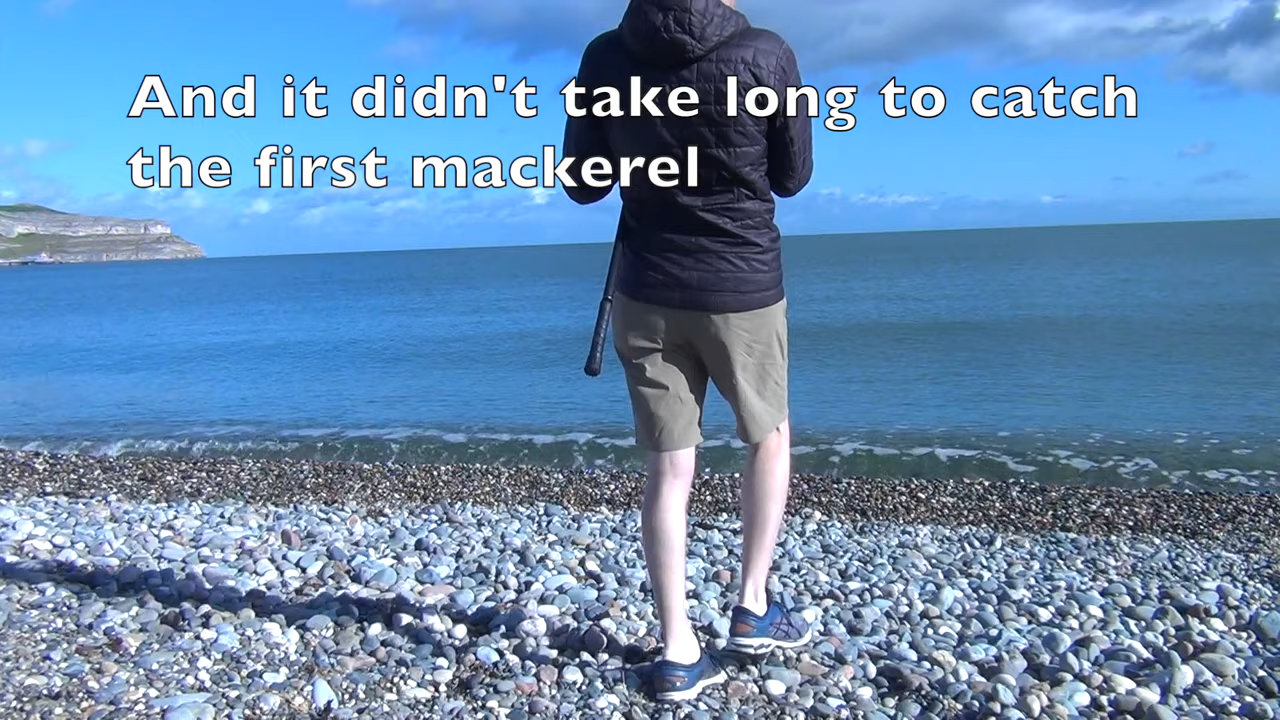 And it didn't take long to catch
the first mackerel